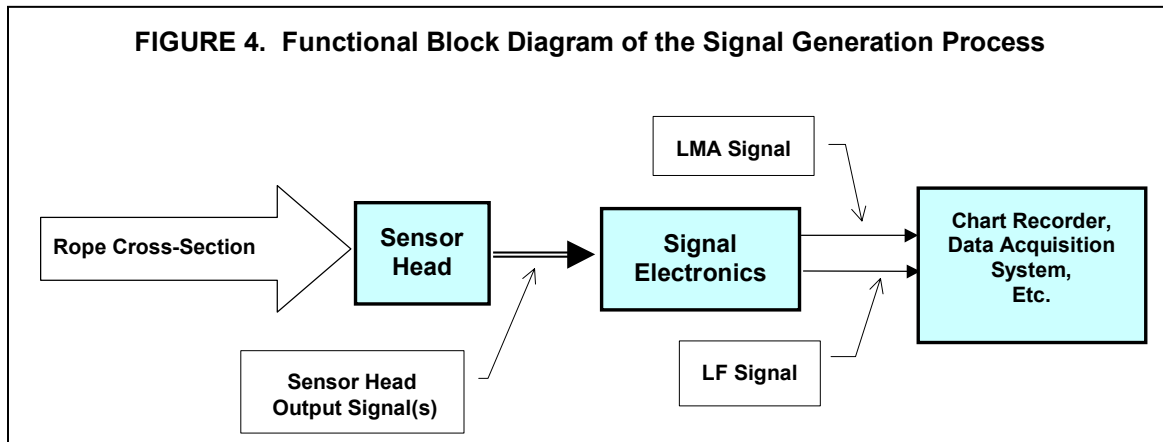 FIGURE 4.  Functional Block Diagram of the Signal Generation Process
LMA Signal
Rope Cross-Section
Sensor
Head
Signal
Electronics
Chart Recorder,
Data Acquisition
System,
Etc.
Sensor Head
Output Signal(s)
LF Signal